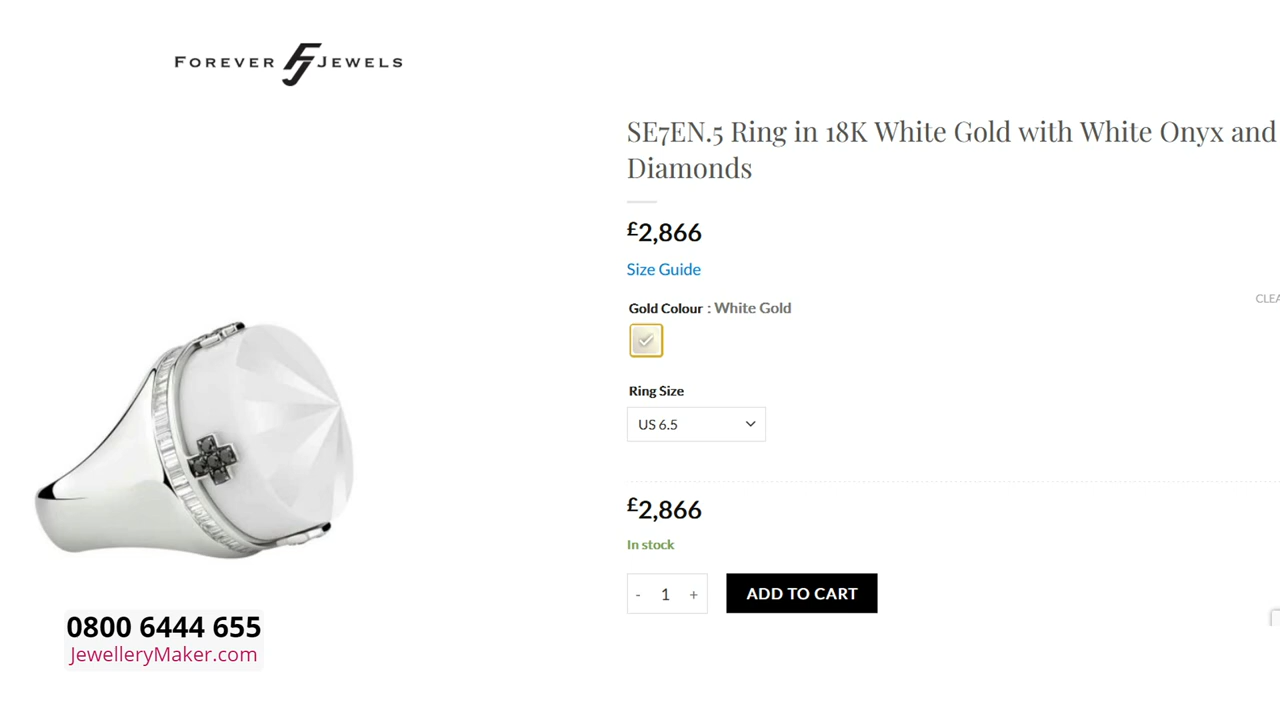 FOREVER FJ JEWELS
SE7EN.5 Ring in 18K White Gold with White Onyx and
Diamonds
£2,866
Size Guide
Gold Colour : White Gold
CLEA
Ring Size
US 6.5
£2,866
In stock
- 1 +
ADD TO CART
0800 6444 655
JewelleryMaker.com